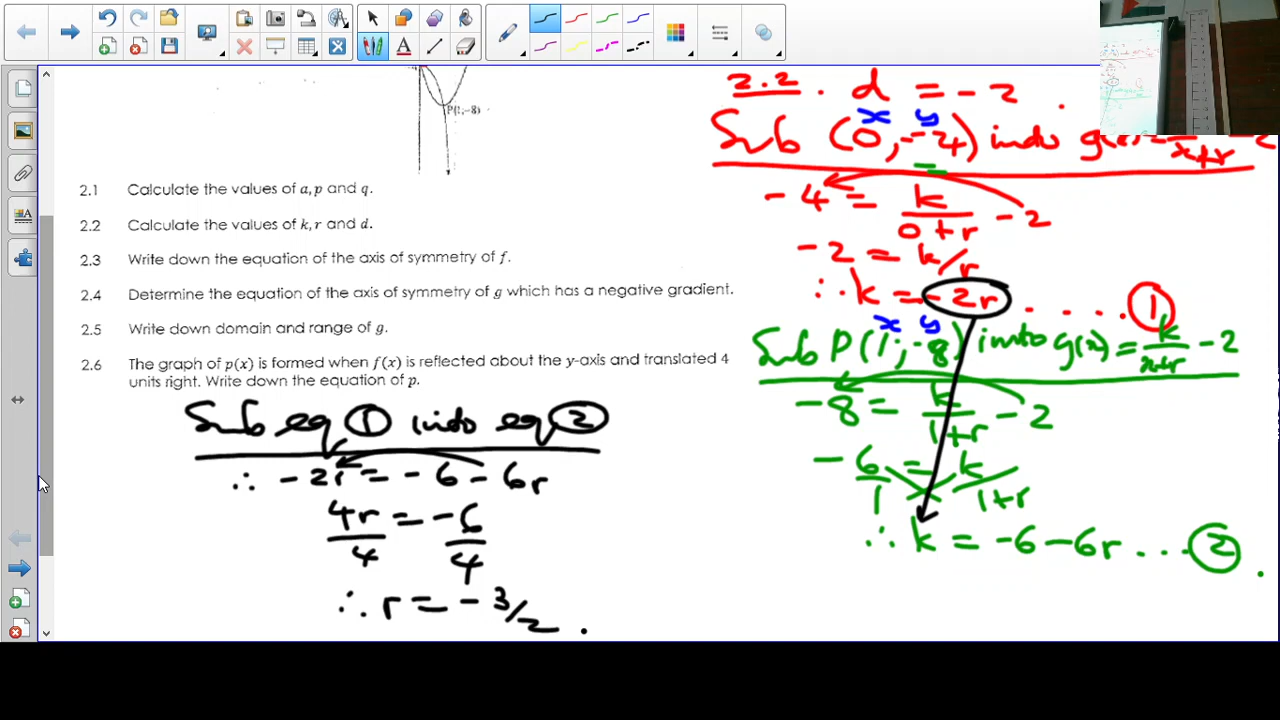 P(1;−8)
2.1 Calculate the values of a, p and q.
2.2 Calculate the values of k, r and d.
2.3 Write down the equation of the axis of symmetry of f.
2.4 Determine the equation of the axis of symmetry of g which has a negative gradient.
2.5 Write down domain and range of g.
2.6 The graph of p(x) is formed when f(x) is reflected about the y-axis and translated 4
units right. Write down the equation of p.
Sub eq ① into eq ②
∴ -2r = -6 - 6r
4r/4 = -6/4
∴ r = -3/2 .
2.2 . d = -2 .
x y
Sub (0 ; -4) into g(x) = /x+r -2
-4 = k/0+r - 2
-2 = k/r
∴ k = -2r ..... ①
x y
Sub P(1 ; -8) into g(x) = k/x+r - 2
-8 = k/1+r - 2
-6/1 = k/1+r
∴ k = -6 - 6r ... ② .